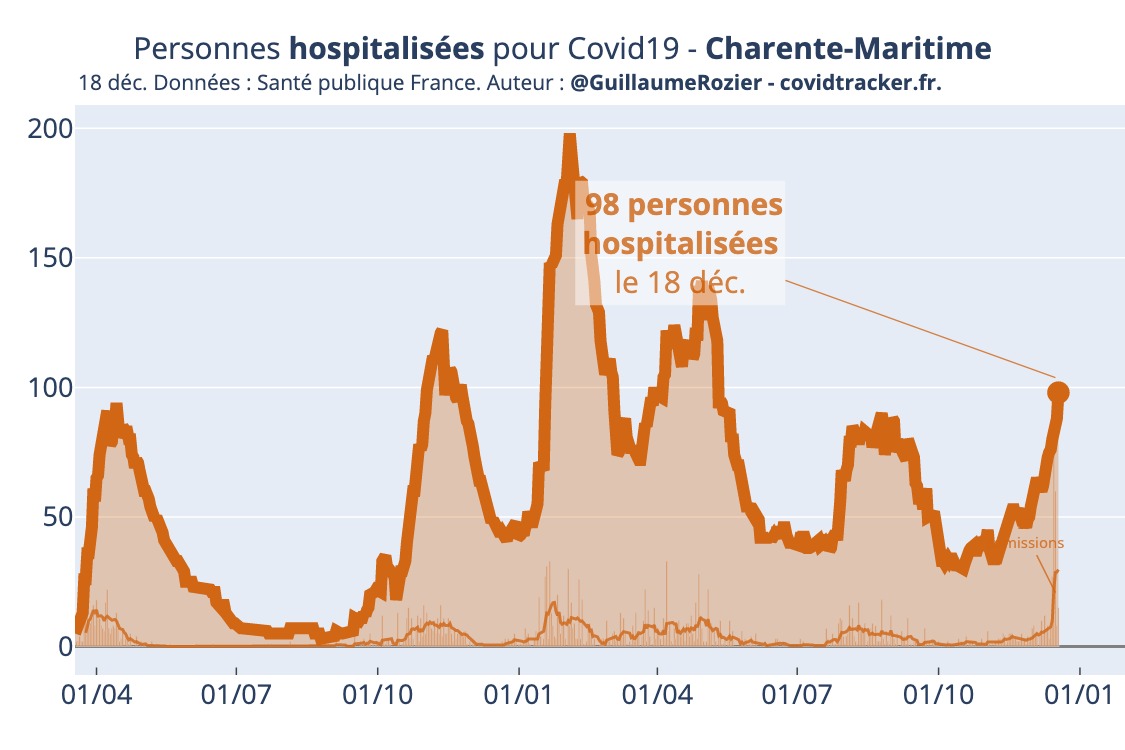 Personnes hospitalisées pour Covid19 - Charente-Maritime
18 déc. Données : Santé publique France. Auteur : @GuillaumeRozier - covidtracker.fr.
200
98 personnes
hospitalisées
150
le 18 déc.
100
50
missions
0
01/04 01/07 01/10 01/01 01/04 01/07 01/10 01/01